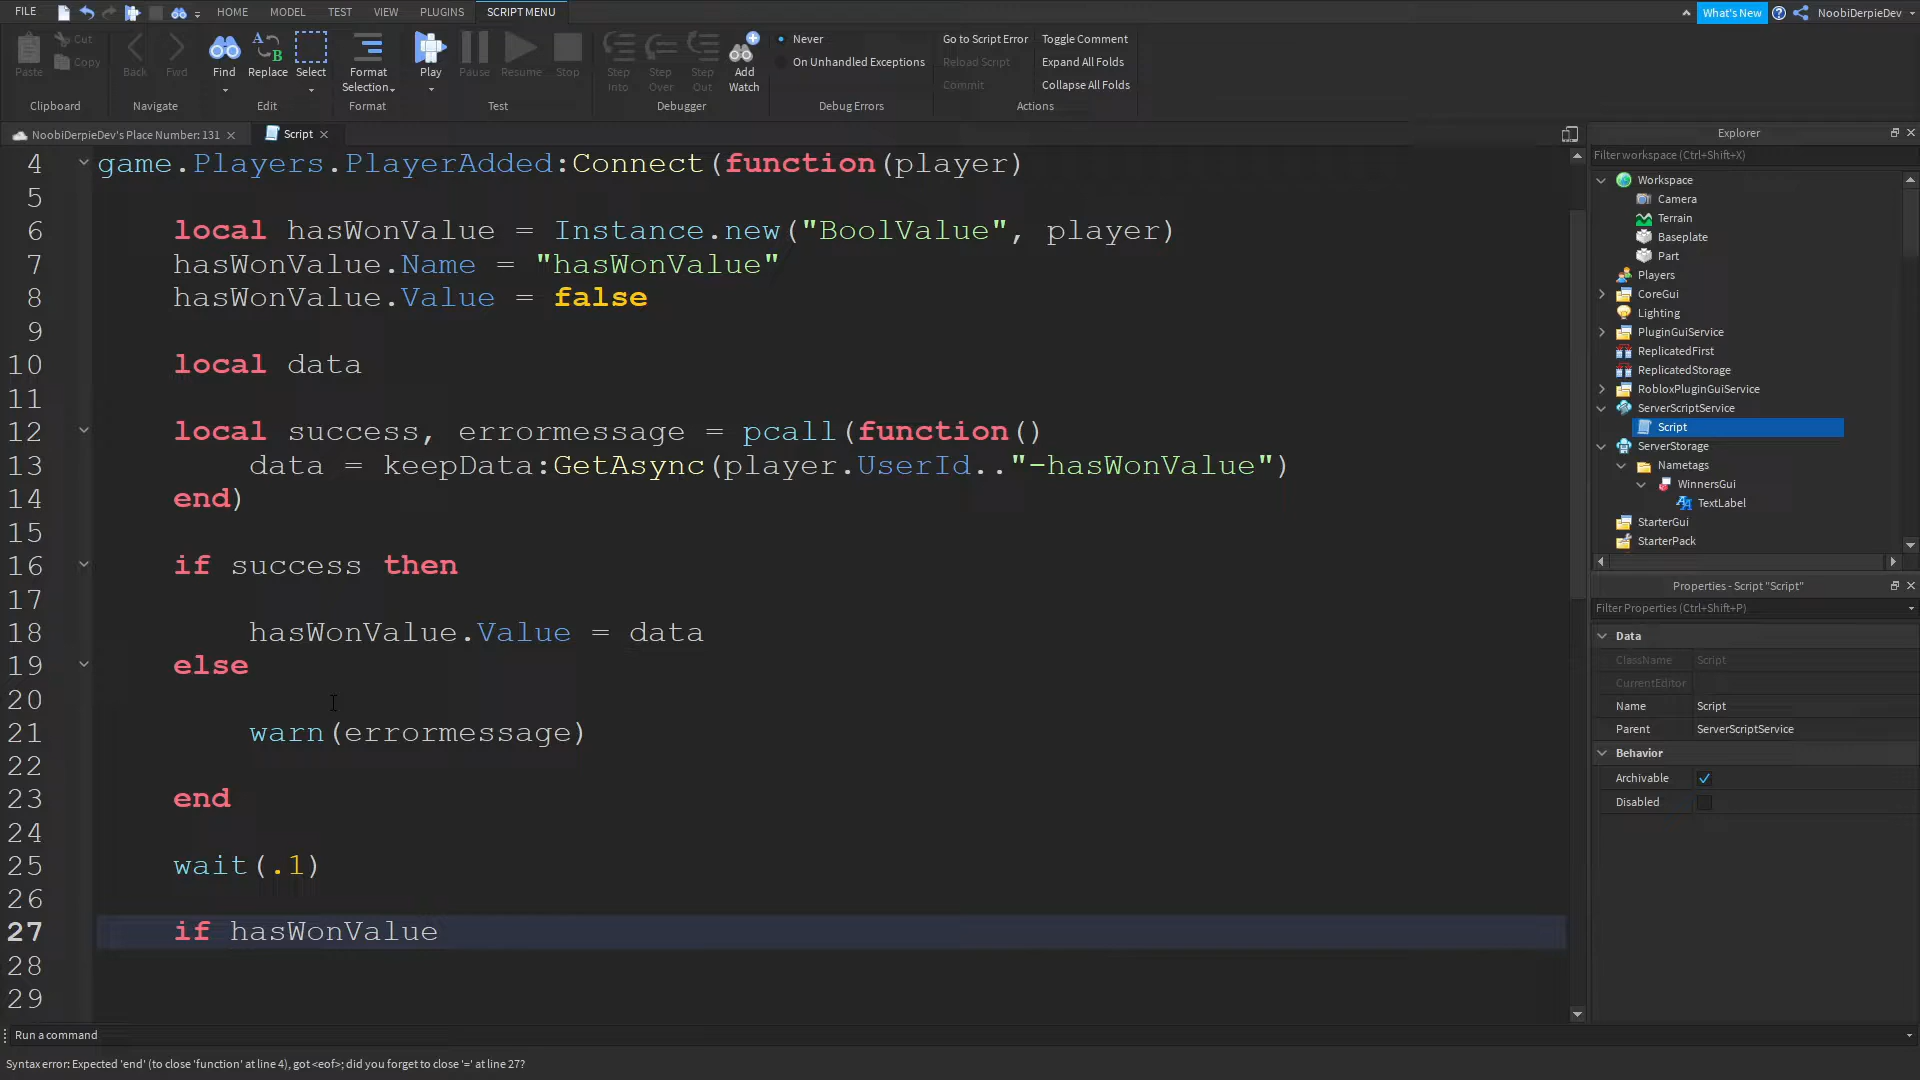 FILE HOME MODEL TEST VIEW PLUGINS SCRIPT MENU What's New NoobiDerpieDev
Cut Never Go to Script Error Toggle Comment
Copy On Unhandled Exceptions Reload Script Expand All Folds
Paste Back Fwd Find Replace Select Format Selection Play Pause Resume Stop Step Into Step Over Step Out Add Watch Commit Collapse All Folds
Clipboard Navigate Edit Format Test Debugger Debug Errors Actions
NoobiDerpieDev's Place Number: 131 Script
4 game.Players.PlayerAdded:Connect(function(player)
5
6 local hasWonValue = Instance.new("BoolValue", player)
7 hasWonValue.Name = "hasWonValue"
8 hasWonValue.Value = false
9
10 local data
11
12 local success, errormessage = pcall(function()
13 data = keepData:GetAsync(player.UserId.."-hasWonValue")
14 end)
15
16 if success then
17
18 hasWonValue.Value = data
19 else
20
21 warn(errormessage)
22
23 end
24
25 wait(.1)
26
27 if hasWonValue
28
29
Explorer
Filter workspace (Ctrl+Shift+X)
Workspace
Camera
Terrain
Baseplate
Part
Players
CoreGui
Lighting
PluginGuiService
ReplicatedFirst
ReplicatedStorage
RobloxPluginGuiService
ServerScriptService
Script
ServerStorage
Nametags
WinnersGui
TextLabel
StarterGui
StarterPack
Properties - Script "Script"
Filter Properties (Ctrl+Shift+P)
Data
ClassName Script
CurrentEditor
Name Script
Parent ServerScriptService
Behavior
Archivable
Disabled
Run a command
Syntax error: Expected 'end' (to close 'function' at line 4), got <eof>; did you forget to close '=' at line 27?